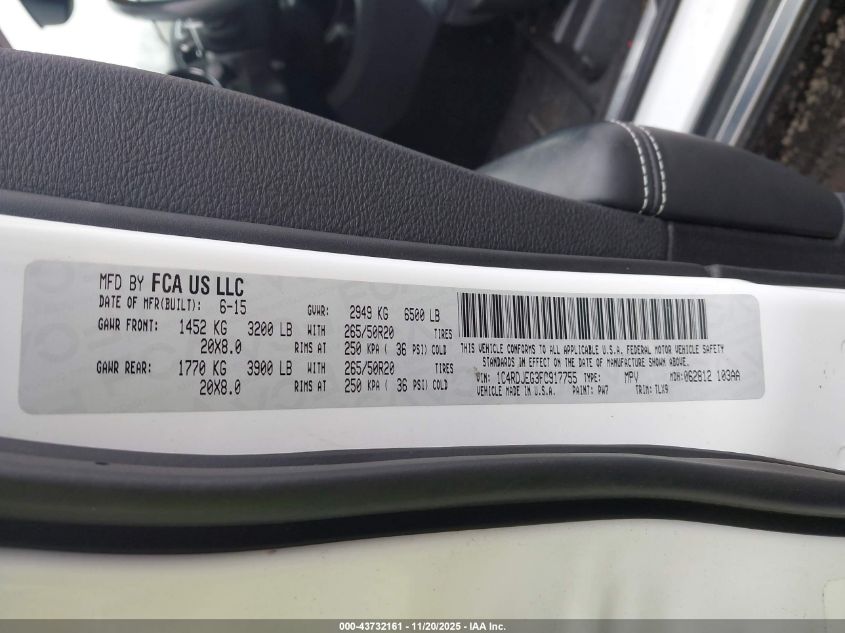 MFD BY FCA US LLC
DATE OF MFR(BUILT): 6-15 GVWR: 2949 KG 6500 LB
GAWR FRONT: 1452 KG 3200 LB WITH 265/50R20 TIRES
20X8.0 RIMS AT 250 KPA ( 36 PSI) COLD
GAWR REAR: 1770 KG 3900 LB WITH 265/50R20 TIRES
20X8.0 RIMS AT 250 KPA ( 36 PSI) COLD
THIS VEHICLE CONFORMS TO ALL APPLICABLE U.S.A. FEDERAL MOTOR VEHICLE SAFETY
STANDARDS IN EFFECT ON THE DATE OF MANUFACTURE SHOWN ABOVE.
VIN: 1C4RDJEG3FC917755 TYPE: MPV MDH: 062812 103AA
VEHICLE MADE IN U.S.A. PAINT: PW7 TRIM: TLX9
000-43732161 - 11/20/2025 - IAA Inc.